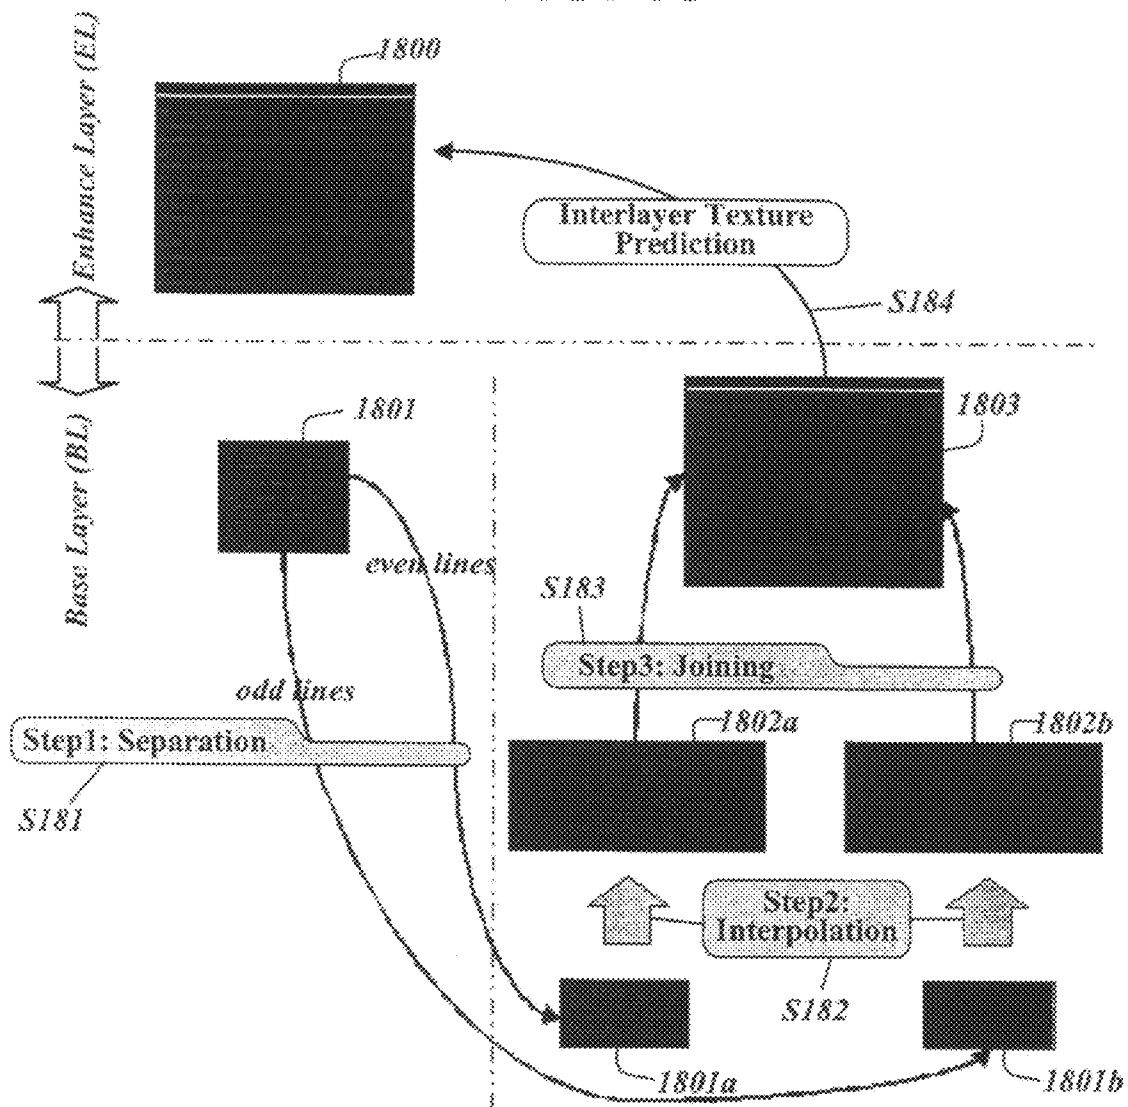 1800
Enhance Layer (EL)
Interlayer Texture
Prediction
S184
1801
1803
Base Layer (BL)
even lines
S183
Step3: Joining
odd lines
1802a
1802b
Step1: Separation
S181
Step2:
Interpolation
S182
1801a
1801b